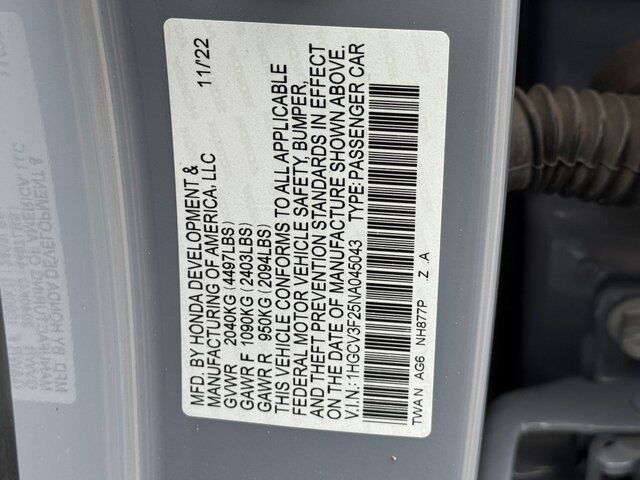 MFD. BY HONDA DEVELOPMENT & 11/'22
MANUFACTURING OF AMERICA, LLC
GVWR 2040KG (4497LBS)
GAWR F 1090KG (2403LBS)
GAWR R 950KG (2094LBS)
THIS VEHICLE CONFORMS TO ALL APPLICABLE
FEDERAL MOTOR VEHICLE SAFETY, BUMPER,
AND THEFT PREVENTION STANDARDS IN EFFECT
ON THE DATE OF MANUFACTURE SHOWN ABOVE.
V.I.N.: 1HGCV3F25NA045043 TYPE:PASSENGER CAR
TWAN AG6 NH877P .Z .A